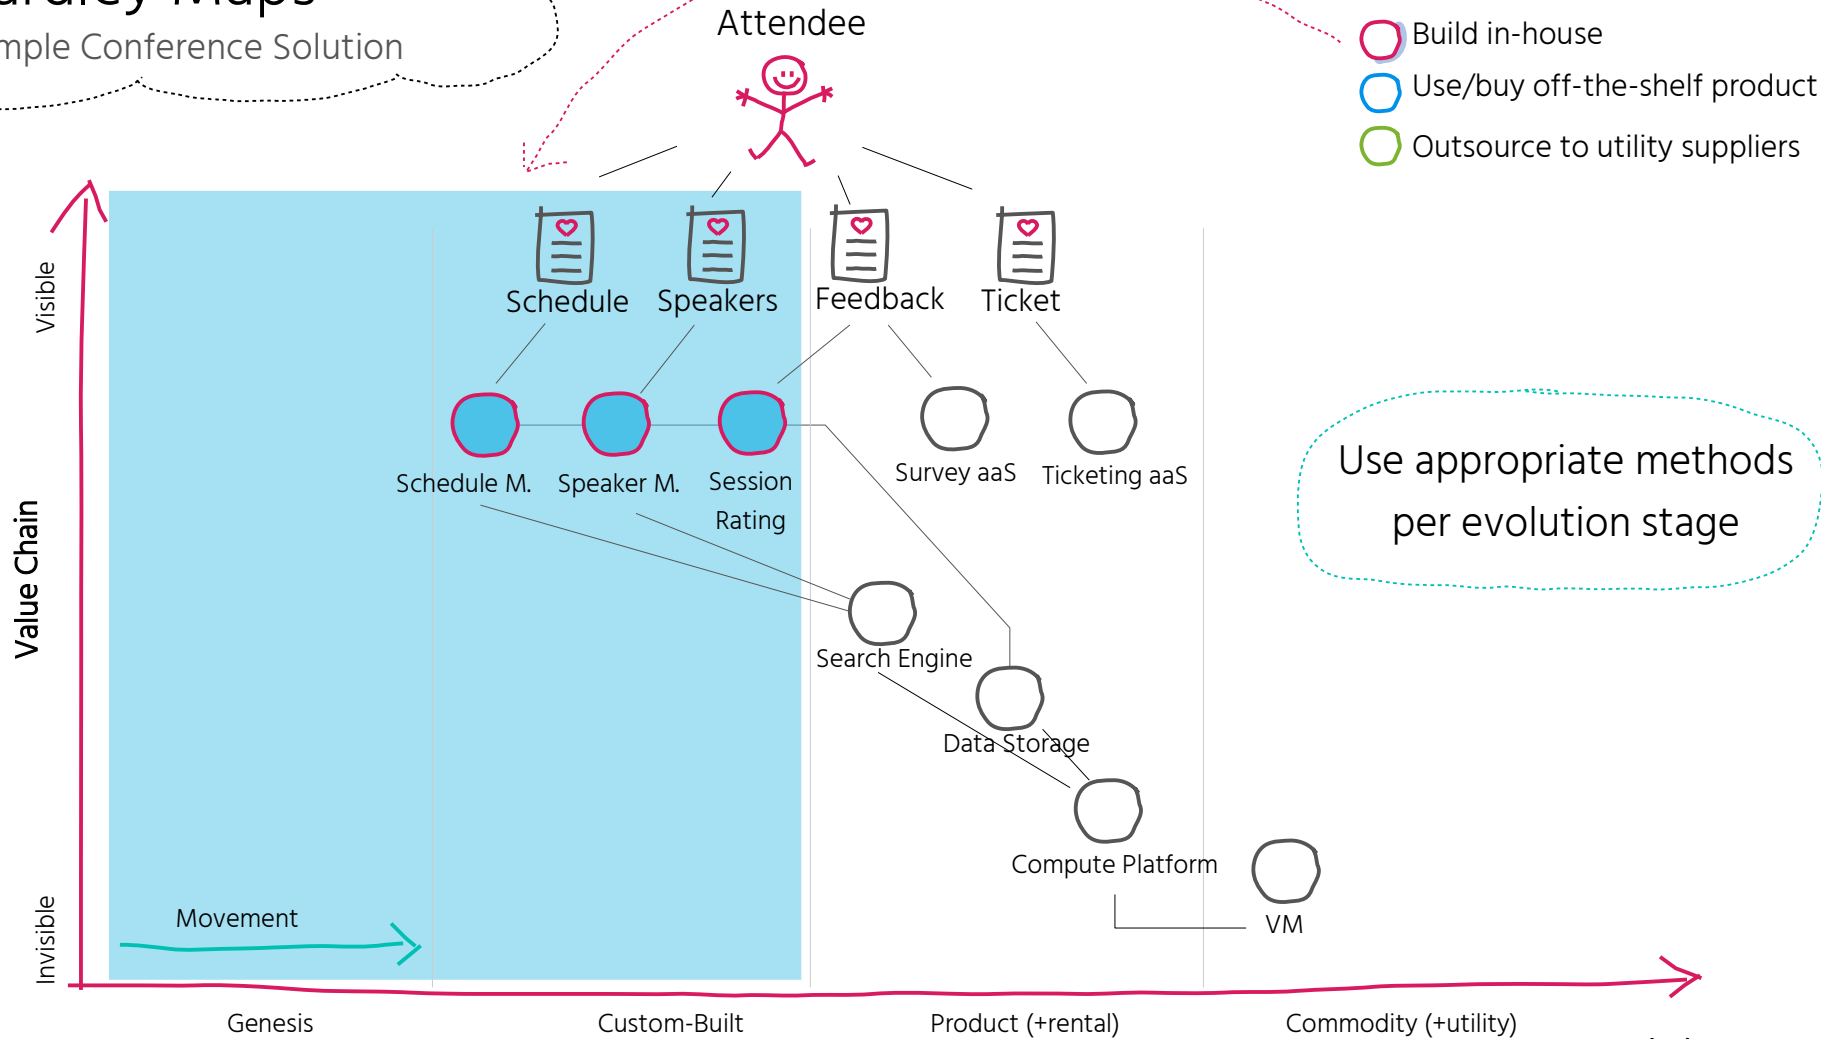 mple Conference Solution
Attendee
Build in-house
Use/buy off-the-shelf product
Outsource to utility suppliers
Visible
Value Chain
Invisible
Schedule
Speakers
Feedback
Ticket
Schedule M.
Speaker M.
Session
Rating
Survey aaS
Ticketing aaS
Use appropriate methods
per evolution stage
Search Engine
Data Storage
Compute Platform
VM
Movement
Genesis
Custom-Built
Product (+rental)
Commodity (+utility)